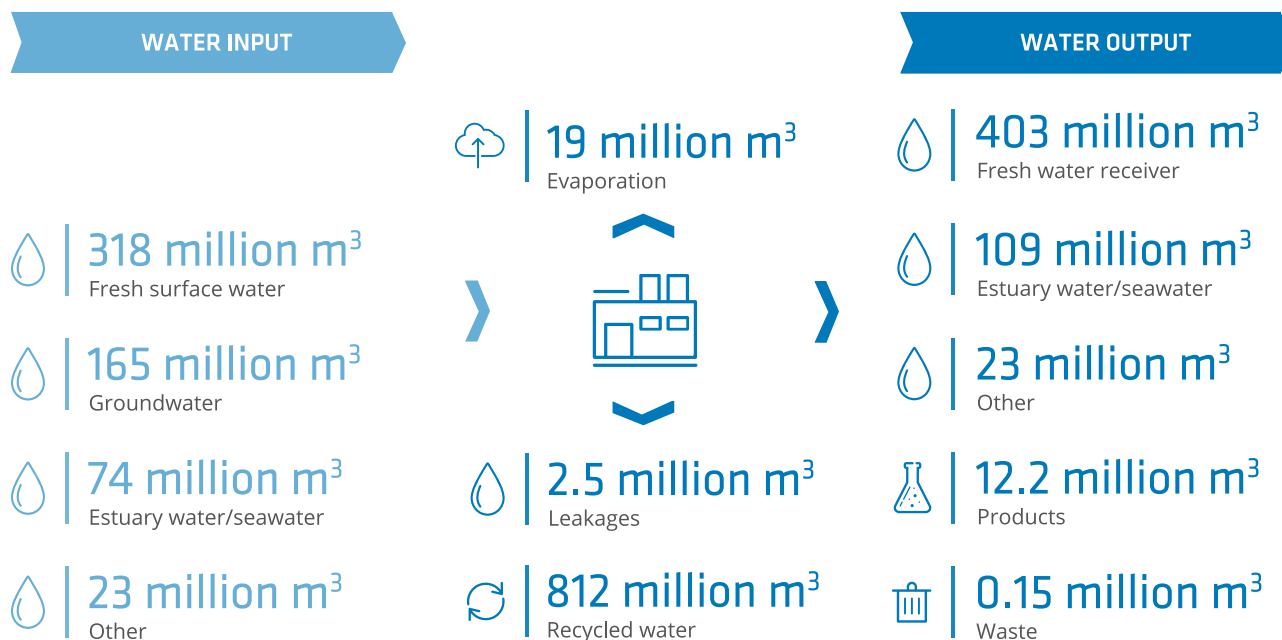 WATER INPUT
318 million m³
Fresh surface water
165 million m³
Groundwater
74 million m³
Estuary water/seawater
23 million m³
Other
19 million m³
Evaporation
2.5 million m³
Leakages
812 million m³
Recycled water
WATER OUTPUT
403 million m³
Fresh water receiver
109 million m³
Estuary water/seawater
23 million m³
Other
12.2 million m³
Products
0.15 million m³
Waste